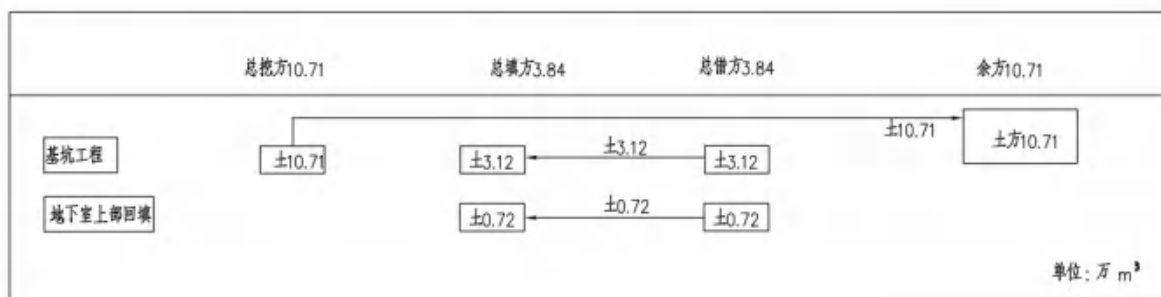 总挖方10.71 总填方3.84 总借方3.84 余方10.71
土10.71 土方10.71
基坑工程 土10.71 土3.12 土3.12 土3.12
地下室上部回填 土0.72 土0.72 土0.72
单位：万 m³